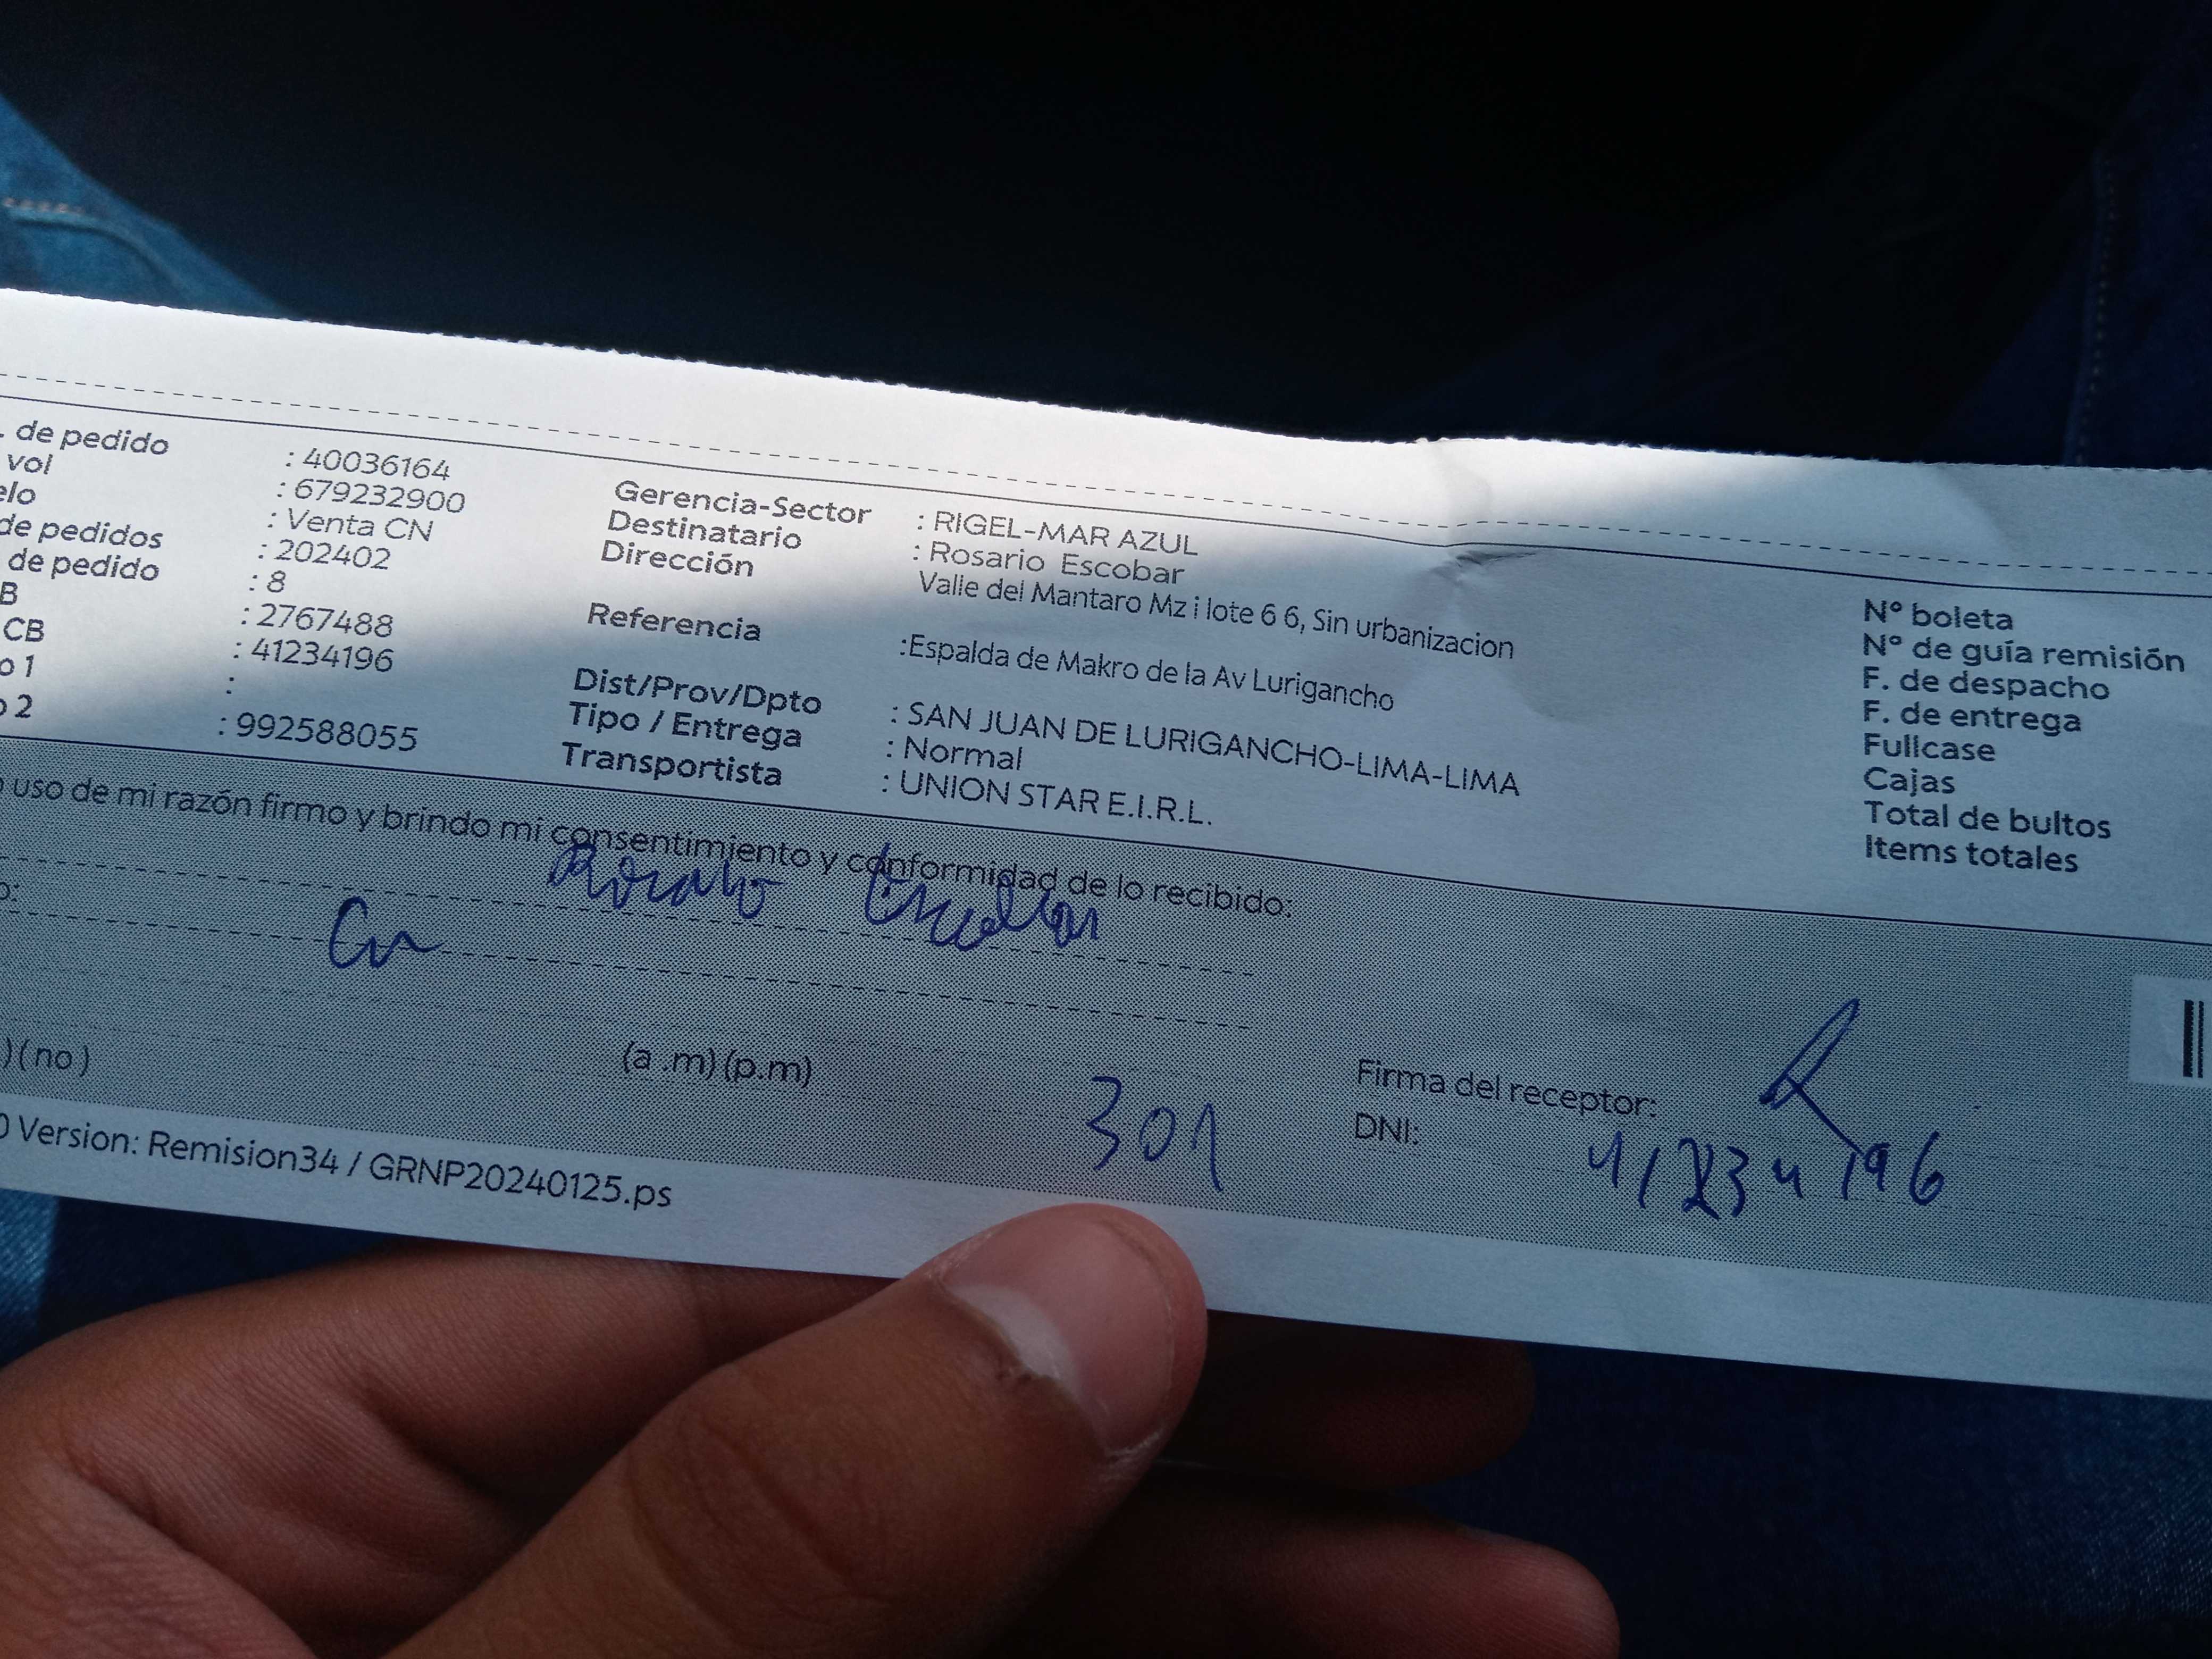 . de pedido : 40036164
vol : 679232900
elo : Venta CN
de pedidos : 202402
de pedido : 8
B : 2767488
CB : 41234196
o 1 :
o 2 : 992588055
Gerencia-Sector : RIGEL-MAR AZUL
Destinatario : Rosario Escobar
Dirección Valle del Mantaro Mz i lote 6 6, Sin urbanizacion
Referencia :Espalda de Makro de la Av Lurigancho
Dist/Prov/Dpto : SAN JUAN DE LURIGANCHO-LIMA-LIMA
Tipo / Entrega : Normal
Transportista : UNION STAR E.I.R.L.
N° boleta
N° de guía remisión
F. de despacho
F. de entrega
Fullcase
Cajas
Total de bultos
Items totales
uso de mi razón firmo y brindo mi consentimiento y conformidad de lo recibido:
Rosario Escobar
o:
) ( no ) (a .m) (p.m) 301
Firma del receptor:
DNI: 41234196
0 Version: Remision34 / GRNP20240125.ps